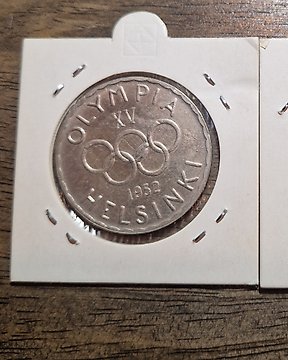 OLYMPIA
XV
1952
HELSINKI